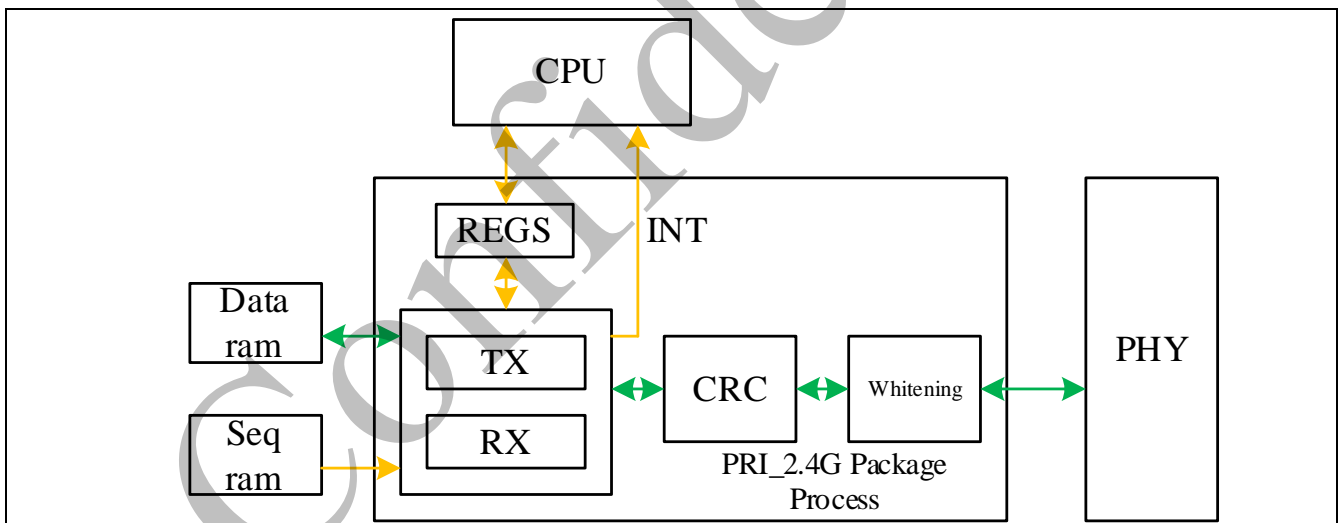 CPU
REGS
INT
Data
ram
TX
CRC
Whitening
PHY
Seq
ram
RX
PRI_2.4G Package
Process